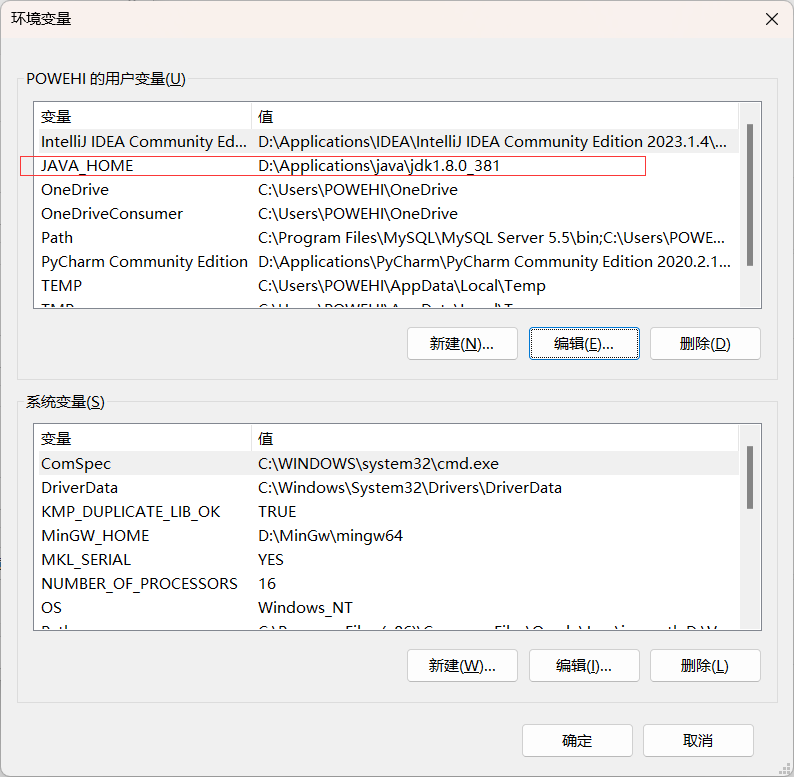 环境变量
POWEHI 的用户变量(U)
变量 值
IntelliJ IDEA Community Ed... D:\Applications\IDEA\IntelliJ IDEA Community Edition 2023.1.4\...
JAVA_HOME D:\Applications\java\jdk1.8.0_381
OneDrive C:\Users\POWEHI\OneDrive
OneDriveConsumer C:\Users\POWEHI\OneDrive
Path C:\Program Files\MySQL\MySQL Server 5.5\bin;C:\Users\POWE...
PyCharm Community Edition D:\Applications\PyCharm\PyCharm Community Edition 2020.2.1...
TEMP C:\Users\POWEHI\AppData\Local\Temp
新建(N)... 编辑(E)... 删除(D)
系统变量(S)
变量 值
ComSpec C:\WINDOWS\system32\cmd.exe
DriverData C:\Windows\System32\Drivers\DriverData
KMP_DUPLICATE_LIB_OK TRUE
MinGW_HOME D:\MinGw\mingw64
MKL_SERIAL YES
NUMBER_OF_PROCESSORS 16
OS Windows_NT
新建(W)... 编辑(I)... 删除(L)
确定 取消